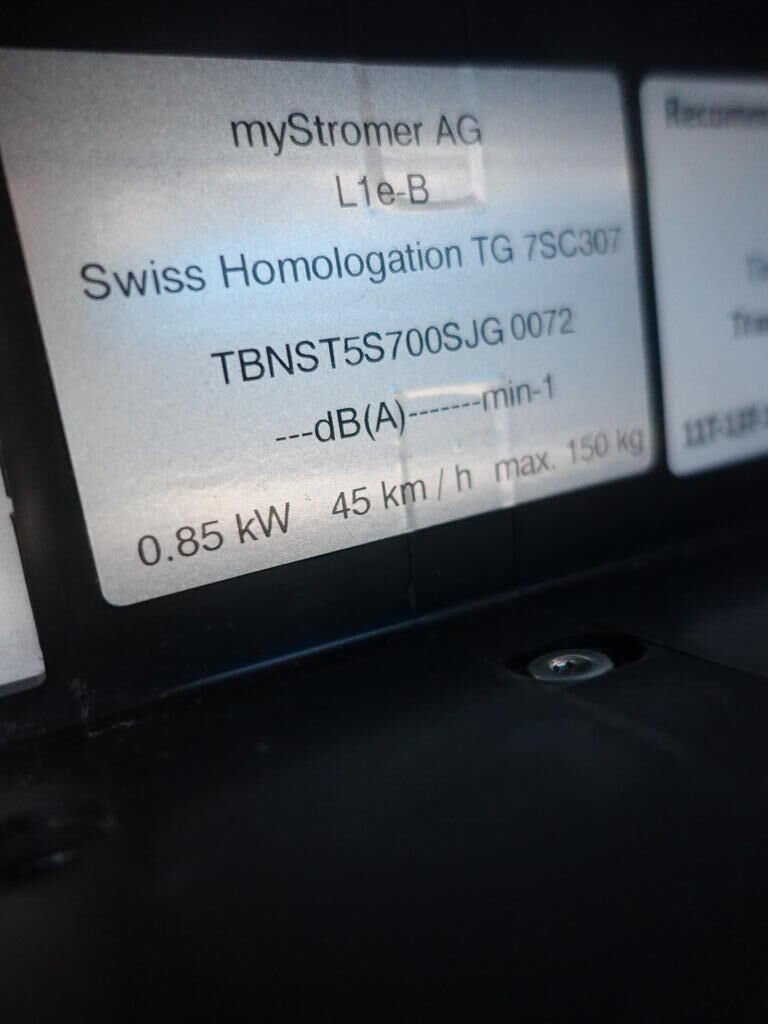 myStromer AG
L1e-B
Swiss Homologation TG 7SC307
TBNST5S700SJG 0072
---dB(A)-------min-1
0.85 kW 45 km / h max. 150 kg